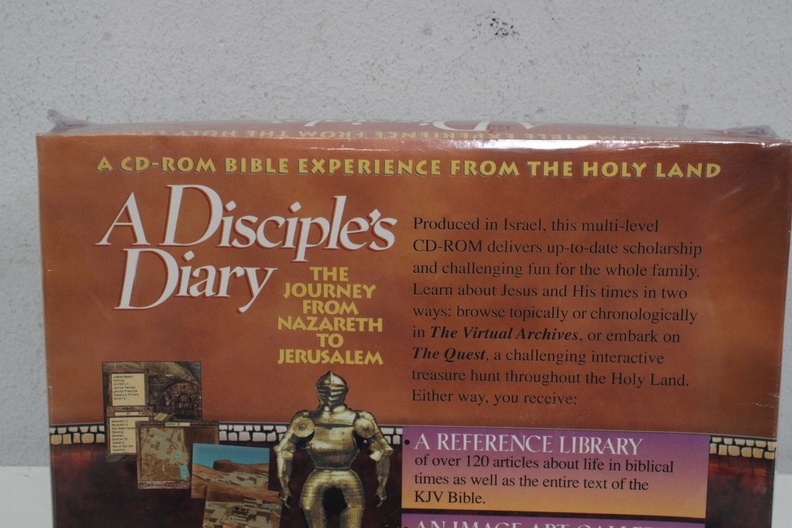 A CD-ROM BIBLE EXPERIENCE FROM THE HOLY LAND
A Disciple's
Diary
THE
JOURNEY
FROM
NAZARETH
TO
JERUSALEM
Produced in Israel, this multi-level
CD-ROM delivers up-to-date scholarship
and challenging fun for the whole family.
Learn about Jesus and His times in two
ways: browse topically or chronologically
in The Virtual Archives, or embark on
The Quest, a challenging interactive
treasure hunt throughout the Holy Land.
Either way, you receive:
• A REFERENCE LIBRARY
of over 120 articles about life in biblical
times as well as the entire text of the
KJV Bible.
• AN IMAGE ART GALLERY